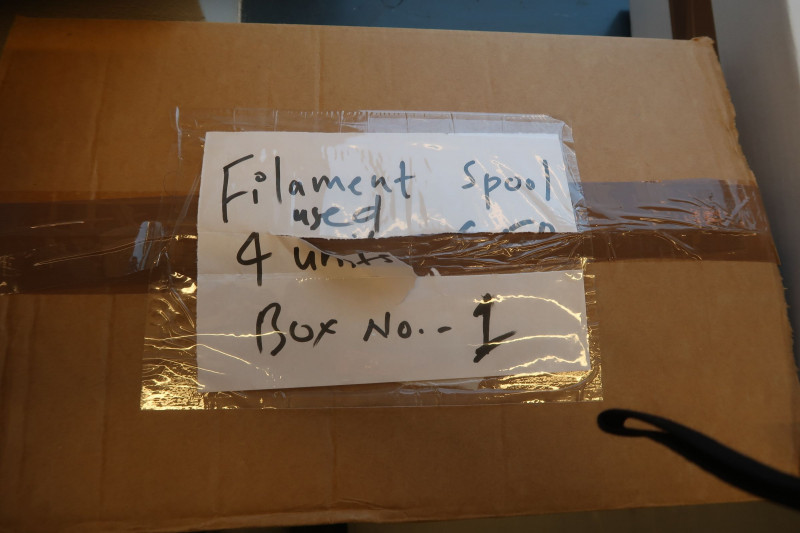 Filament Spool
used
4 units
Box No.- 1